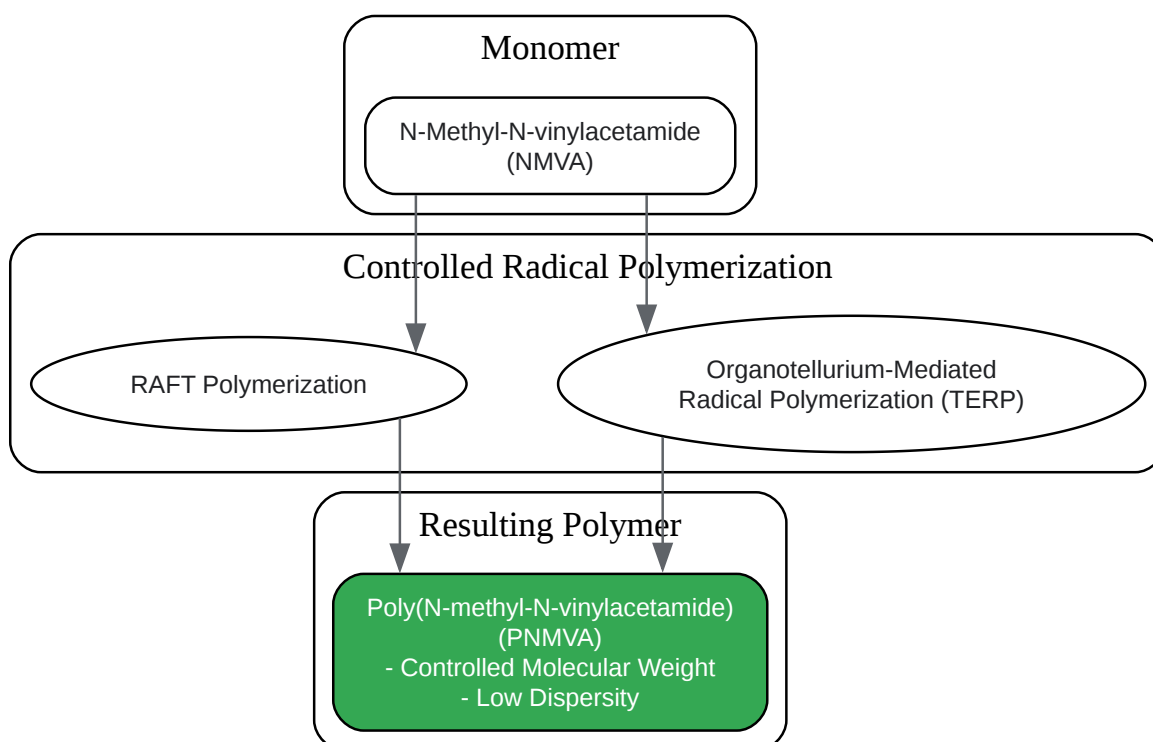 Monomer
N-Methyl-N-vinylacetamide
(NMVA)
Controlled Radical Polymerization
RAFT Polymerization
Organotellurium-Mediated
Radical Polymerization (TERP)
Resulting Polymer
Poly(N-methyl-N-vinylacetamide)
(PNMVA)
- Controlled Molecular Weight
- Low Dispersity